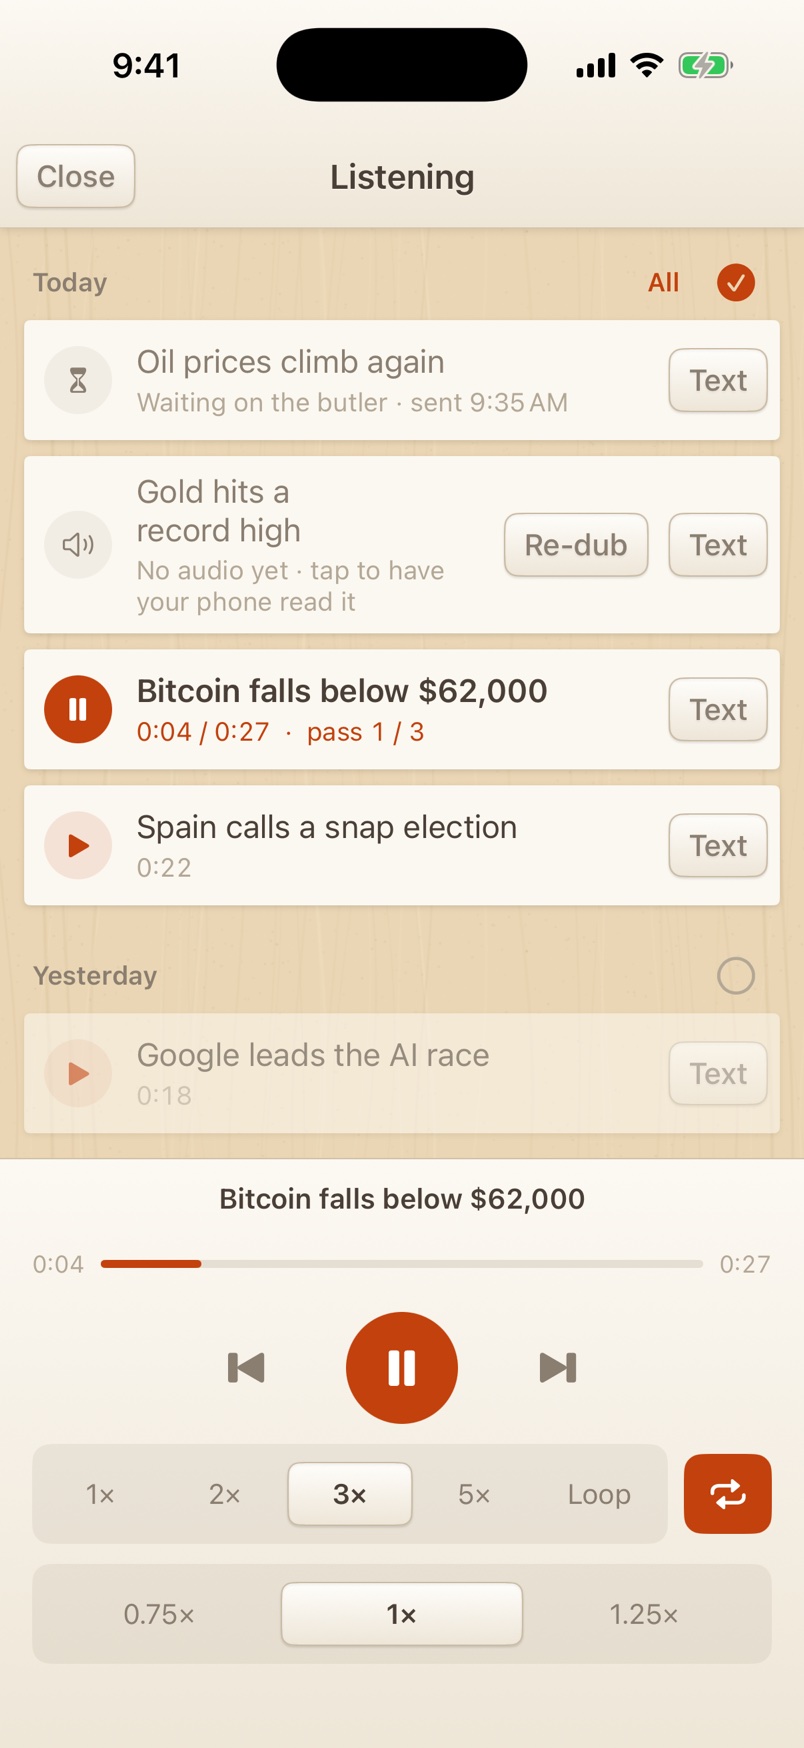 9:41
Close
Listening
Today
All
Oil prices climb again
Waiting on the butler · sent 9:35 AM
Text
Gold hits a
record high
No audio yet · tap to have
your phone read it
Re-dub
Text
Bitcoin falls below $62,000
0:04 / 0:27 · pass 1 / 3
Text
Spain calls a snap election
0:22
Text
Yesterday
Google leads the AI race
0:18
Text
Bitcoin falls below $62,000
0:04
0:27
1×
2×
3×
5×
Loop
0.75×
1×
1.25×